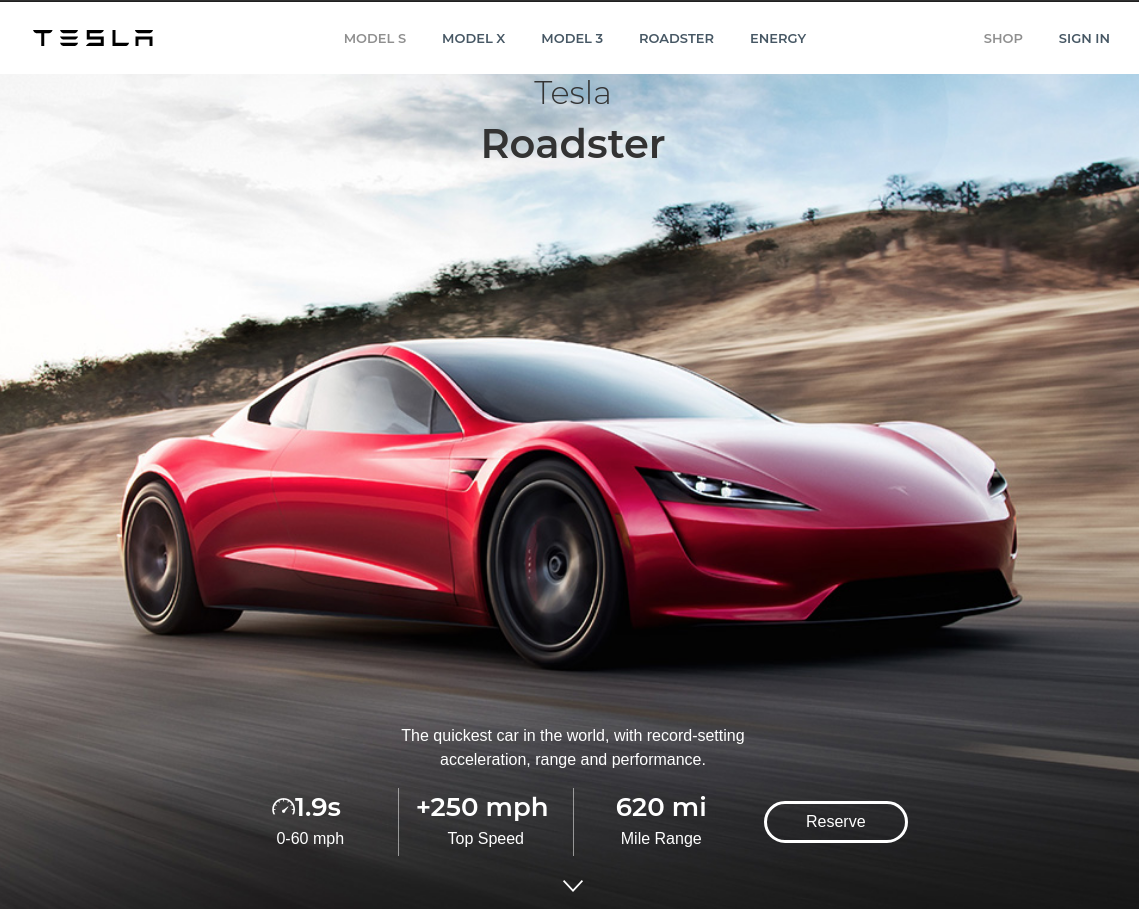 TESLA
MODEL S
MODEL X
MODEL 3
ROADSTER
ENERGY
SHOP
SIGN IN
Tesla
Roadster
The quickest car in the world, with record-setting
acceleration, range and performance.
1.9s
0-60 mph
+250 mph
Top Speed
620 mi
Mile Range
Reserve